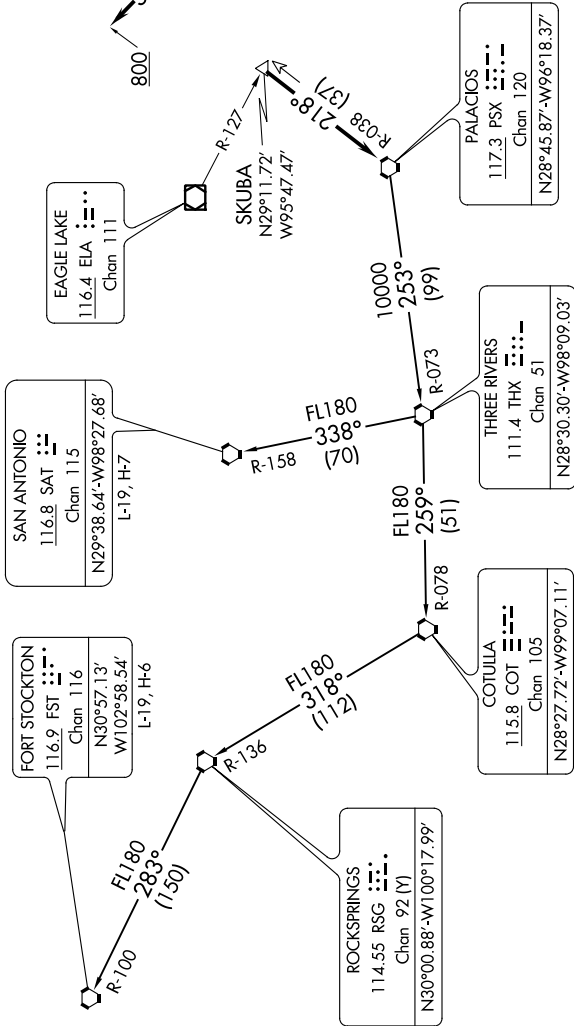 800
EAGLE LAKE
116.4 ELA
Chan 111
R-127
SKUBA
N29°11.72'
W95°47.47'
218°
(37)
R-038
PALACIOS
117.3 PSX
Chan 120
N28°45.87'-W96°18.37'
10000
253°
(99)
R-073
THREE RIVERS
111.4 THX
Chan 51
N28°30.30'-W98°09.03'
SAN ANTONIO
116.8 SAT
Chan 115
N29°38.64'-W98°27.68'
L-19, H-7
FL180
338°
(70)
R-158
FL180
259°
(51)
R-078
COTULLA
115.8 COT
Chan 105
N28°27.72'-W99°07.11'
FL180
318°
(112)
R-136
ROCKSPRINGS
114.55 RSG
Chan 92 (Y)
N30°00.88'-W100°17.99'
FORT STOCKTON
116.9 FST
Chan 116
N30°57.13'
W102°58.54'
L-19, H-6
FL180
283°
(150)
R-100